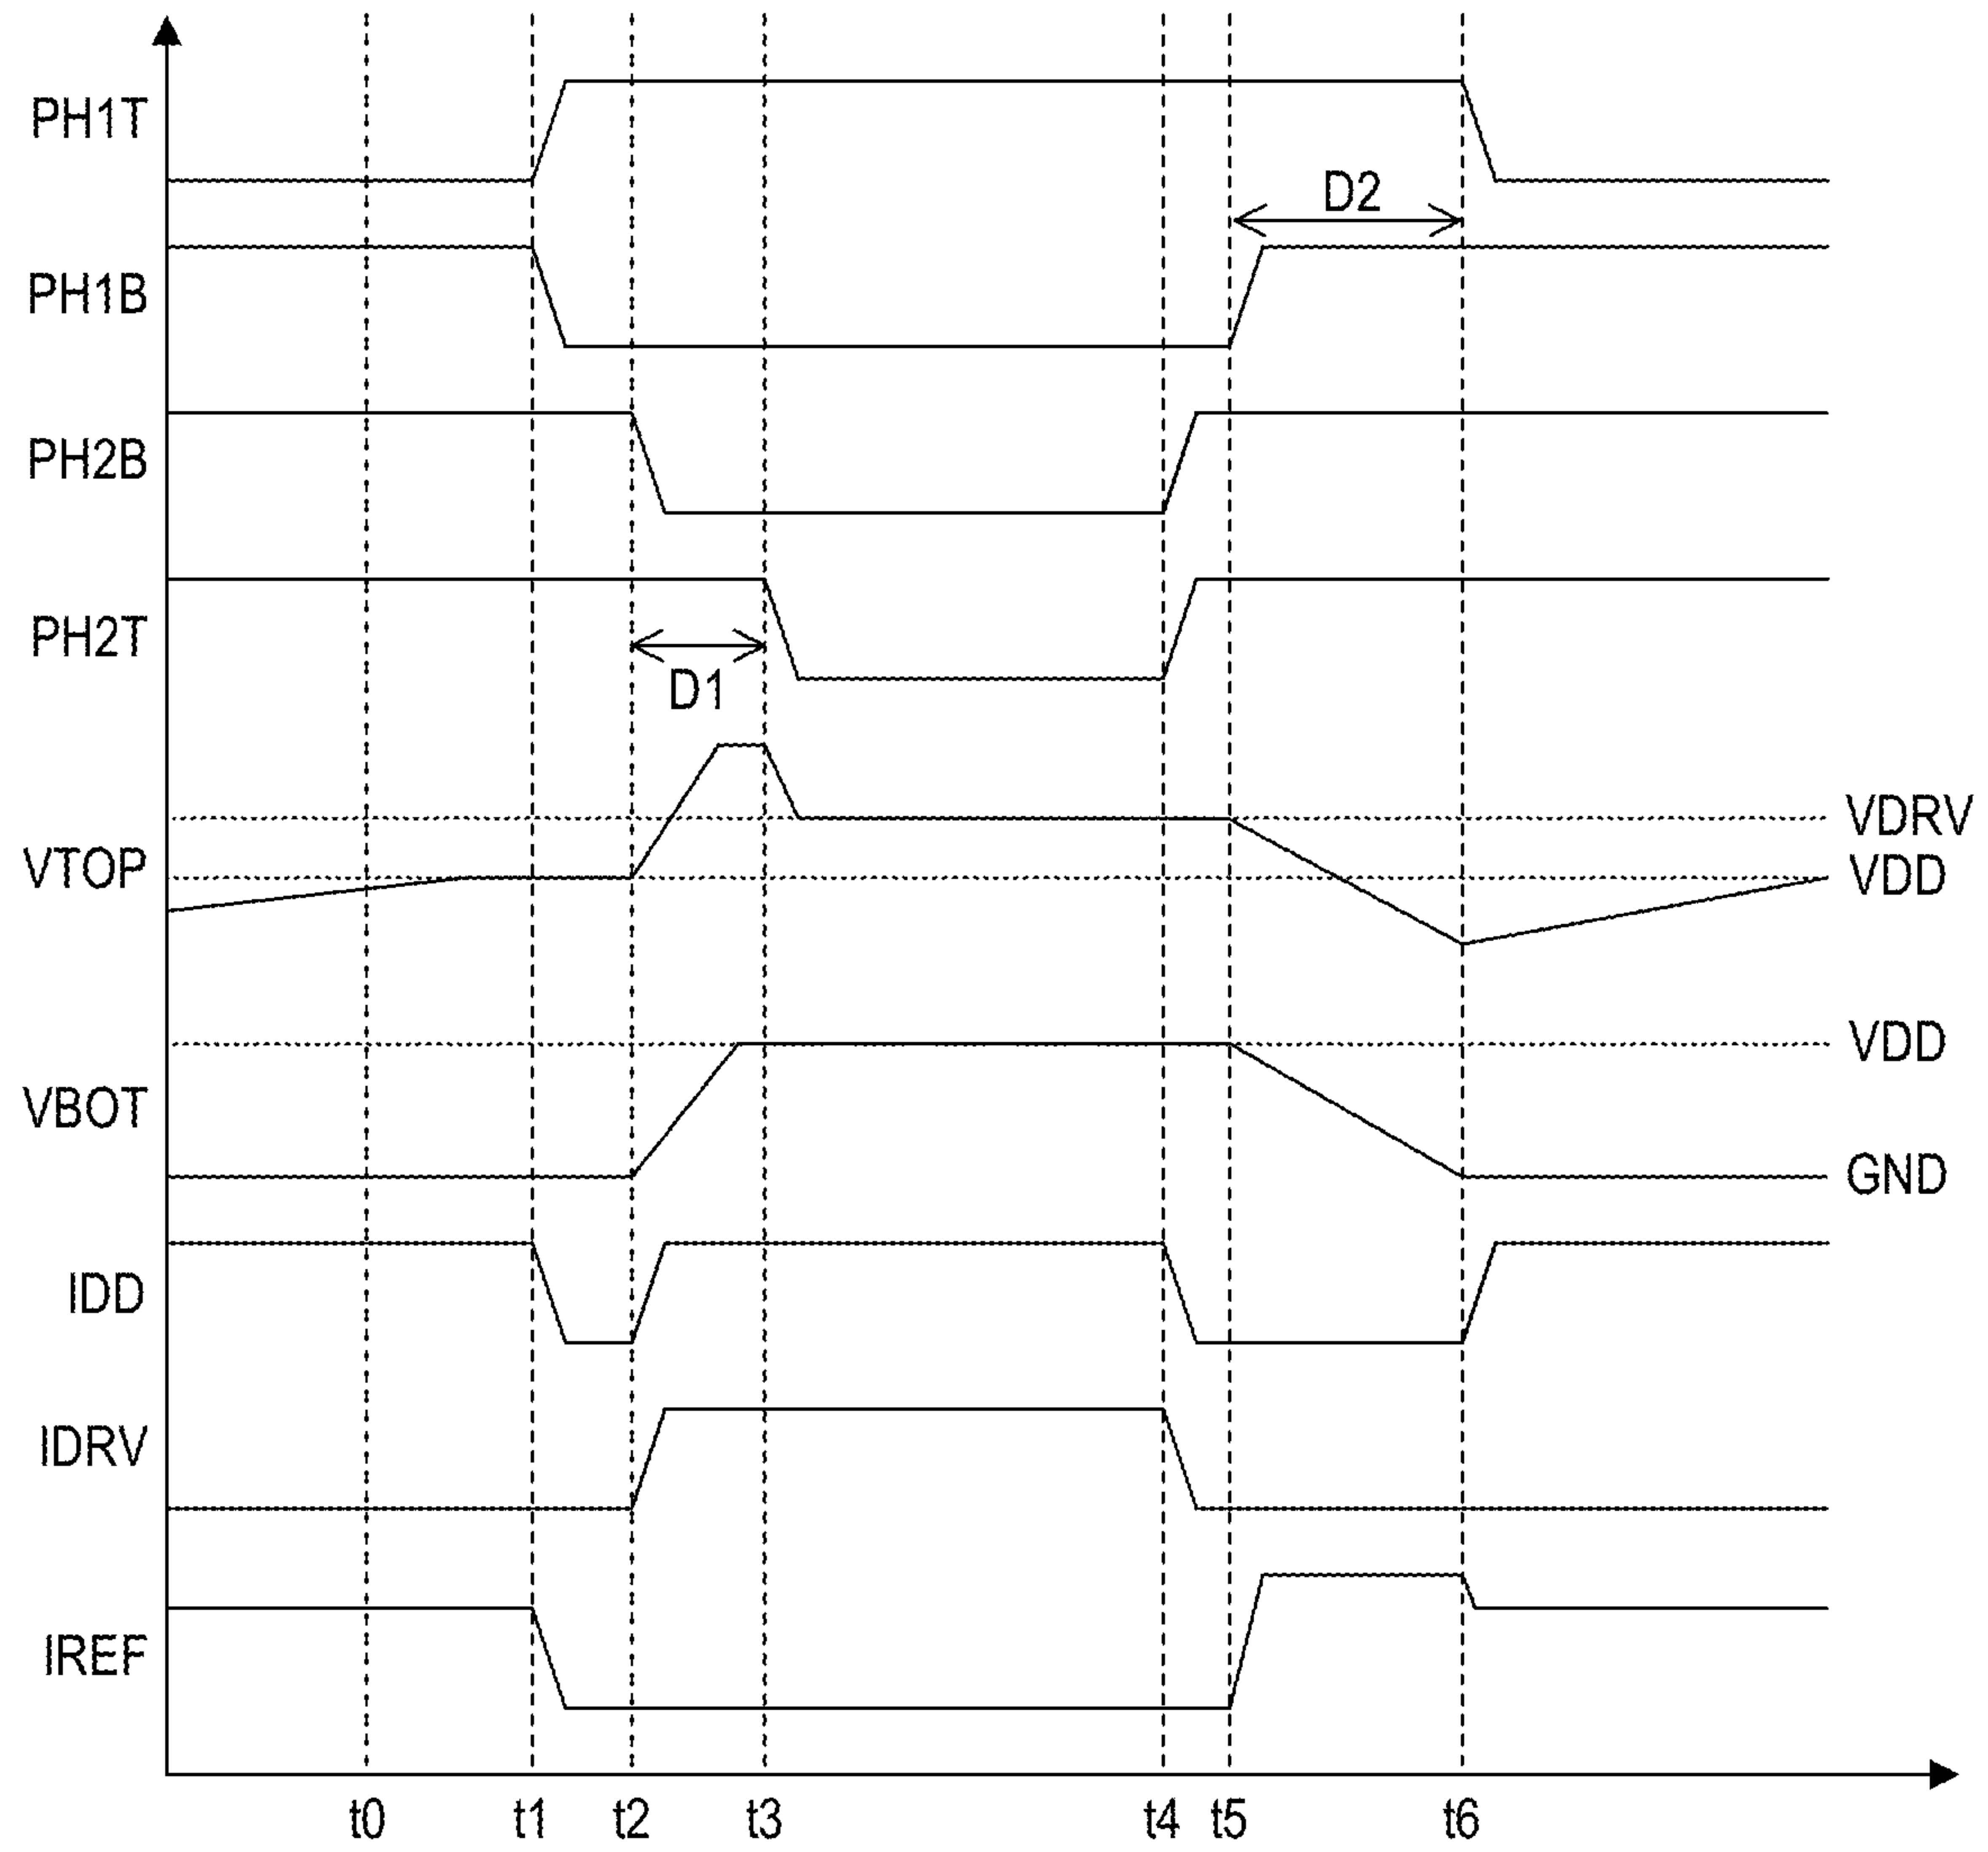 PH1T
D2
PH1B
PH2B
PH2T
D1
VDRV
VTOP
VDD
VDD
VBOT
GND
IDD
IDRV
IREF
t0 t1 t2 t3 t4 t5 t6